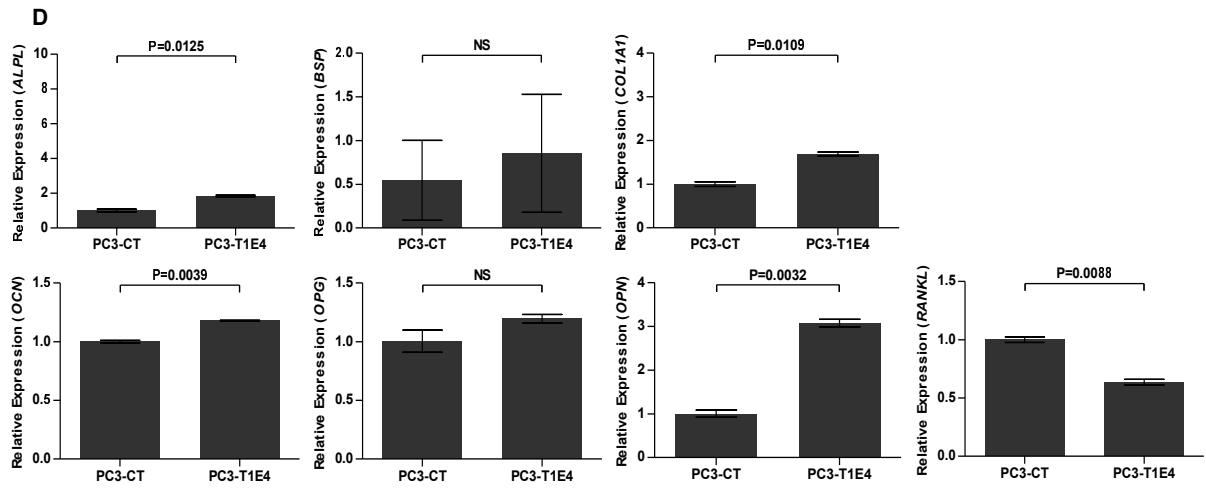 D
Relative Expression (ALPL)
10
8
6
4
2
0
P=0.0125
PC3-CT
PC3-T1E4
Relative Expression (BSP)
2.0
1.5
1.0
0.5
0.0
NS
PC3-CT
PC3-T1E4
Relative Expression (COL1A1)
4
3
2
1
0
P=0.0109
PC3-CT
PC3-T1E4
Relative Expression (OCN)
1.5
1.0
0.5
0.0
P=0.0039
PC3-CT
PC3-T1E4
Relative Expression (OPG)
1.5
1.0
0.5
0.0
NS
PC3-CT
PC3-T1E4
Relative Expression (OPN)
4
3
2
1
0
P=0.0032
PC3-CT
PC3-T1E4
Relative Expression (RANKL)
1.5
1.0
0.5
0.0
P=0.0088
PC3-CT
PC3-T1E4